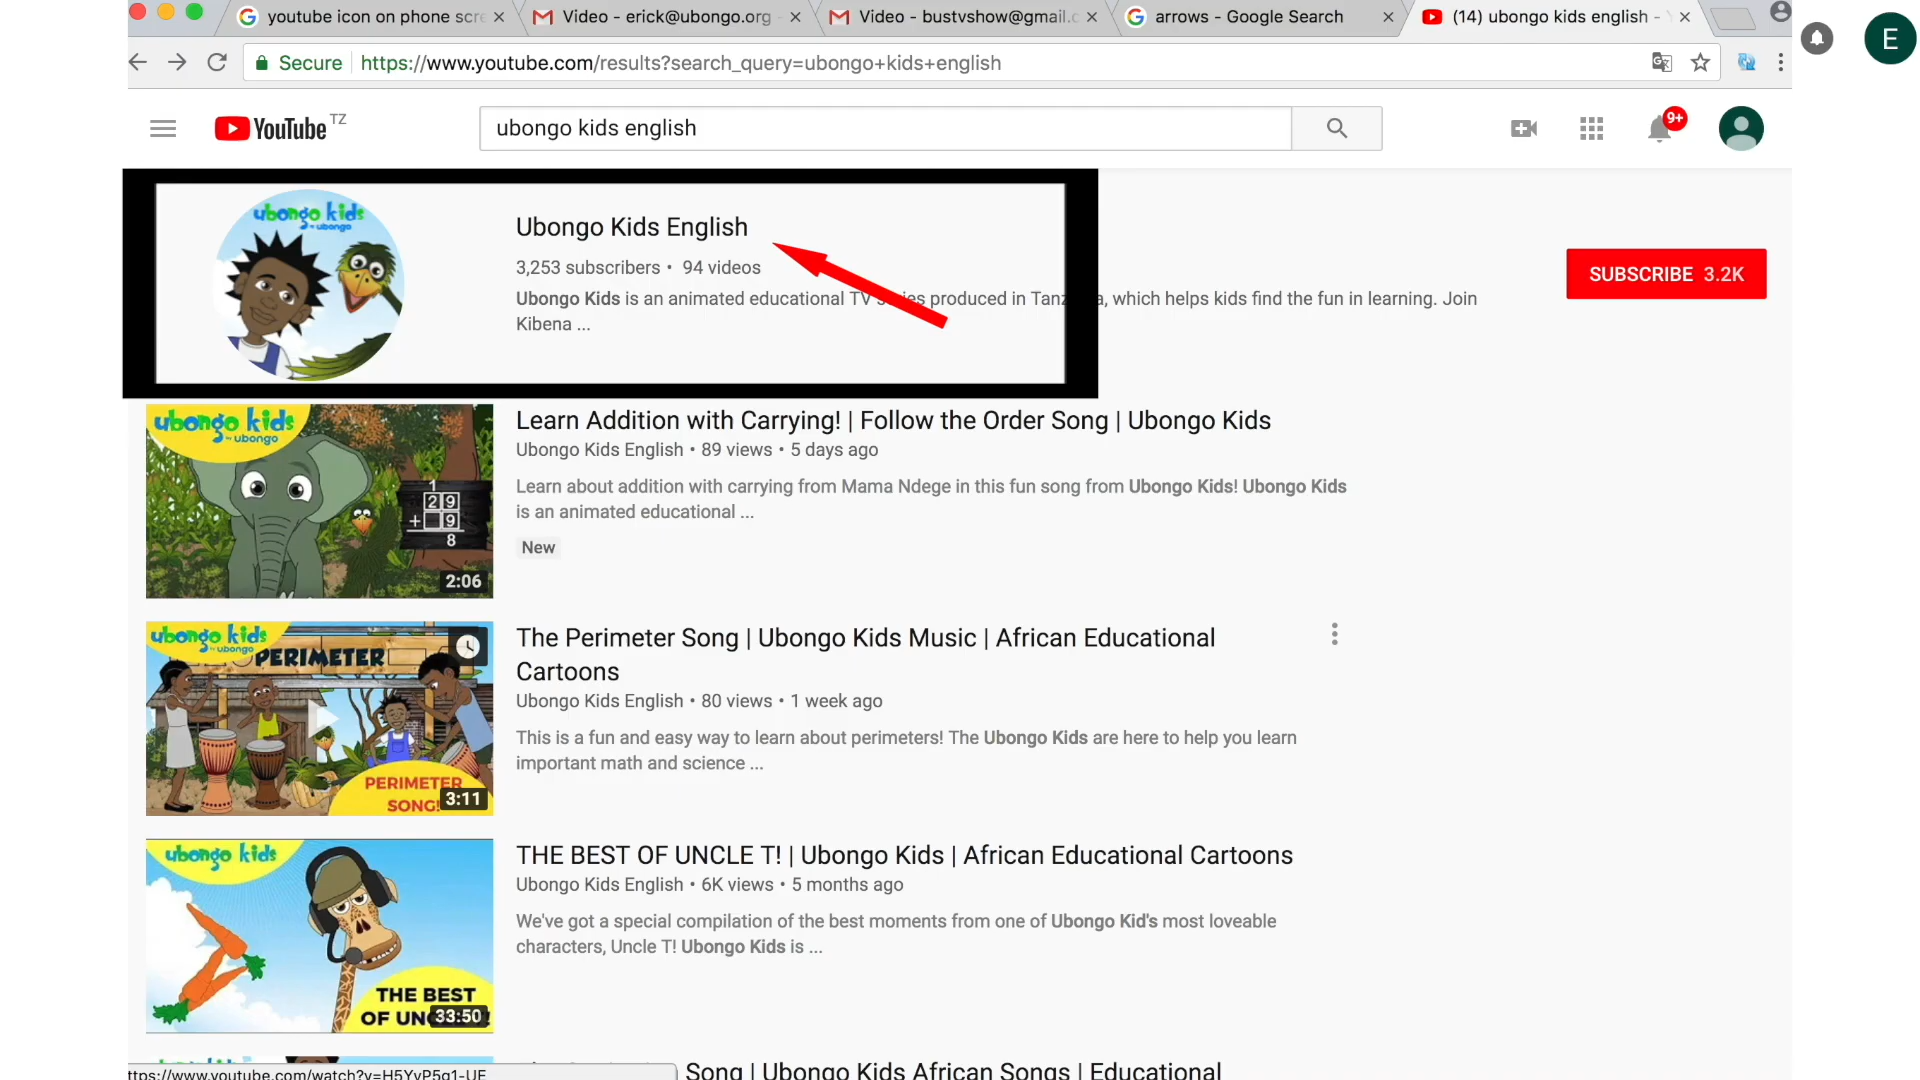 youtube icon on phone scre
Video - erick@ubongo.org
Video - bustvshow@gmail.c
arrows - Google Search
(14) ubongo kids english -
Secure
https://www.youtube.com/results?search_query=ubongo+kids+english
E
YouTube TZ
ubongo kids english
9+
ubongo kids
by ubongo
Ubongo Kids English
3,253 subscribers • 94 videos
Ubongo Kids is an animated educational TV produced in which helps kids find the fun in learning. Join
Kibena ...
SUBSCRIBE 3.2K
ubongo kids
by ubongo
1
29
+ 9
8
2:06
Learn Addition with Carrying! | Follow the Order Song | Ubongo Kids
Ubongo Kids English • 89 views • 5 days ago
Learn about addition with carrying from Mama Ndege in this fun song from Ubongo Kids! Ubongo Kids
is an animated educational ...
New
ubongo kids
by ubongo
PERIMETER
PERIMETER
SONG!
3:11
The Perimeter Song | Ubongo Kids Music | African Educational
Cartoons
Ubongo Kids English • 80 views • 1 week ago
This is a fun and easy way to learn about perimeters! The Ubongo Kids are here to help you learn
important math and science ...
ubongo kids
THE BEST
OF UN
33:50
THE BEST OF UNCLE T! | Ubongo Kids | African Educational Cartoons
Ubongo Kids English • 6K views • 5 months ago
We've got a special compilation of the best moments from one of Ubongo Kid's most loveable
characters, Uncle T! Ubongo Kids is ...
Song | Ubongo Kids African Songs | Educational